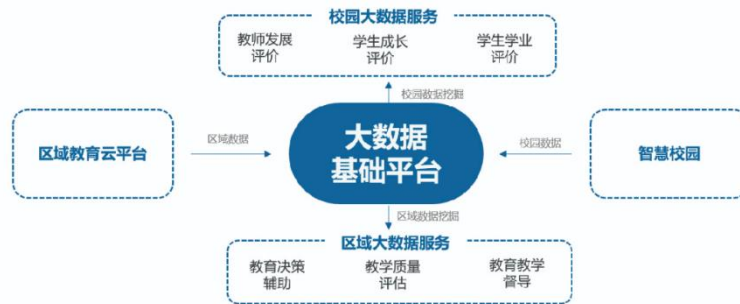 校园大数据服务
教师发展 学生成长 学生学业
评价 评价 评价
校园数据挖掘
区域教育云平台
区域数据
大数据
基础平台
校园数据
智慧校园
区域数据挖掘
区域大数据服务
教育决策 教学质量 教育教学
辅助 评估 督导